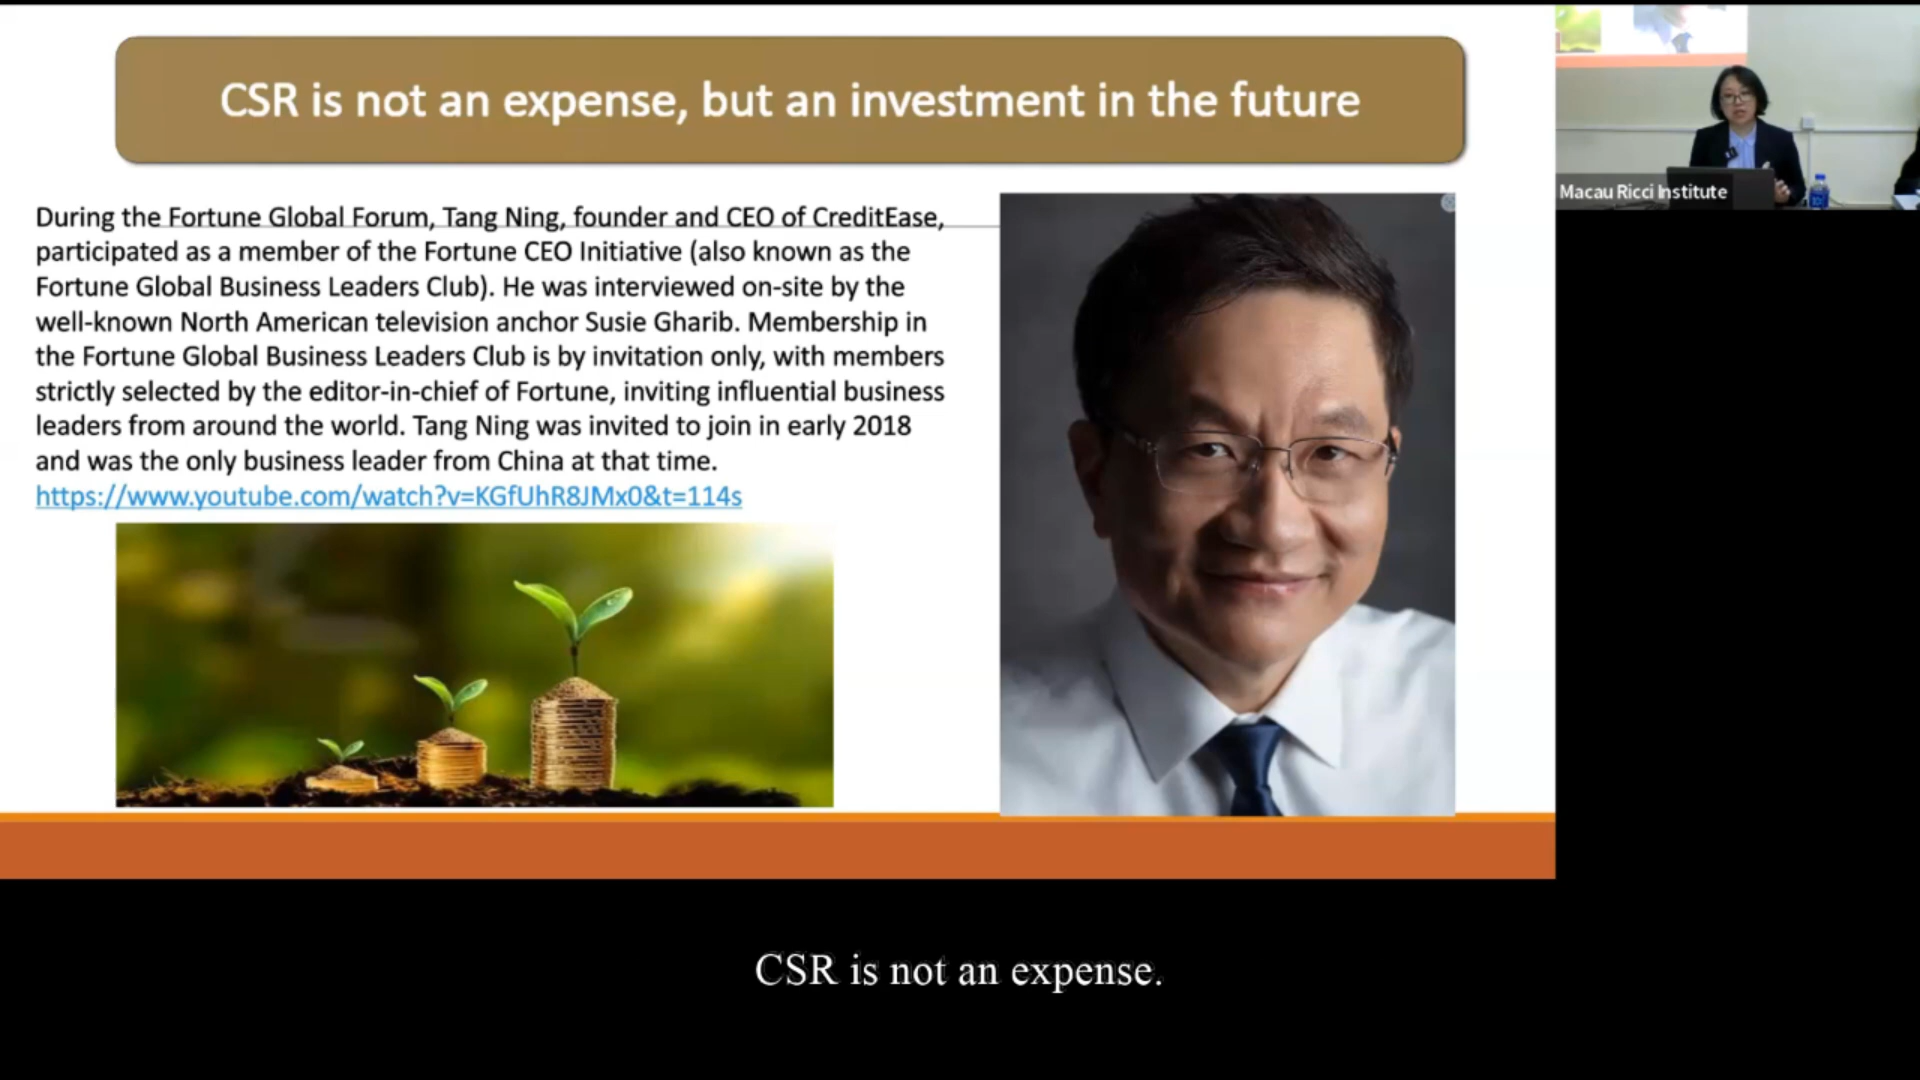 CSR is not an expense, but an investment in the future
During the Fortune Global Forum, Tang Ning, founder and CEO of CreditEase,
participated as a member of the Fortune CEO Initiative (also known as the
Fortune Global Business Leaders Club). He was interviewed on-site by the
well-known North American television anchor Susie Gharib. Membership in
the Fortune Global Business Leaders Club is by invitation only, with members
strictly selected by the editor-in-chief of Fortune, inviting influential business
leaders from around the world. Tang Ning was invited to join in early 2018
and was the only business leader from China at that time.
https://www.youtube.com/watch?v=KGfUhR8JMx0&t=114s
Macau Ricci Institute
CSR is not an expense.